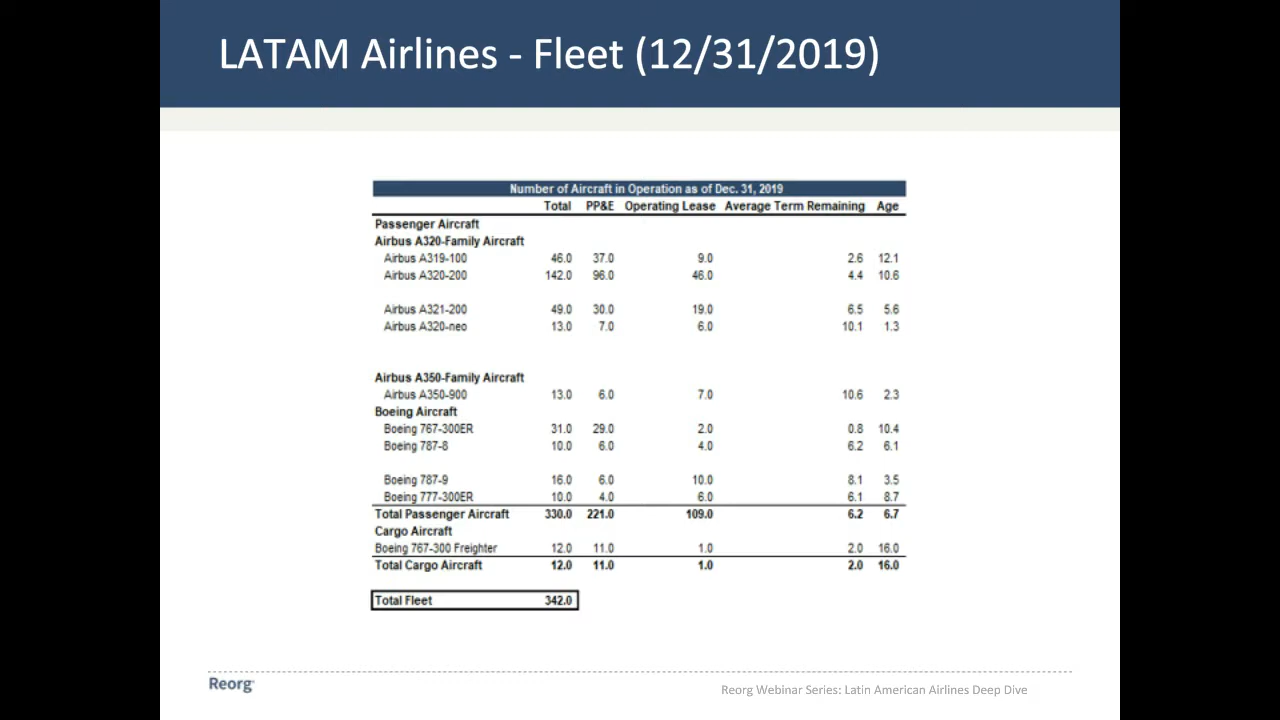 LATAM Airlines - Fleet (12/31/2019)
Number of Aircraft in Operation as of Dec. 31, 2019
Total PP&E Operating Lease Average Term Remaining Age
Passenger Aircraft
Airbus A320-Family Aircraft
Airbus A319-100 46.0 37.0 9.0 2.6 12.1
Airbus A320-200 142.0 96.0 46.0 4.4 10.6
Airbus A321-200 49.0 30.0 19.0 6.5 5.6
Airbus A320-neo 13.0 7.0 6.0 10.1 1.3
Airbus A350-Family Aircraft
Airbus A350-900 13.0 6.0 7.0 10.6 2.3
Boeing Aircraft
Boeing 767-300ER 31.0 29.0 2.0 0.8 10.4
Boeing 787-8 10.0 6.0 4.0 6.2 6.1
Boeing 787-9 16.0 6.0 10.0 8.1 3.5
Boeing 777-300ER 10.0 4.0 6.0 6.1 8.7
Total Passenger Aircraft 330.0 221.0 109.0 6.2 6.7
Cargo Aircraft
Boeing 767-300 Freighter 12.0 11.0 1.0 2.0 16.0
Total Cargo Aircraft 12.0 11.0 1.0 2.0 16.0
Total Fleet 342.0
Reorg
Reorg Webinar Series: Latin American Airlines Deep Dive